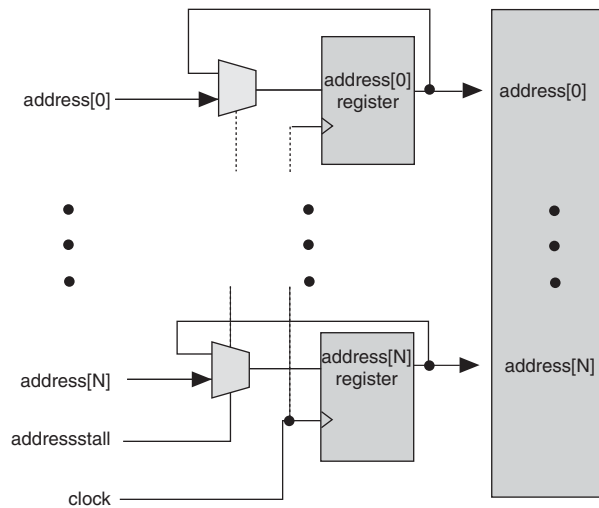 address[0]
address[0]
register
address[0]
address[N]
address[N]
register
address[N]
addressstall
clock